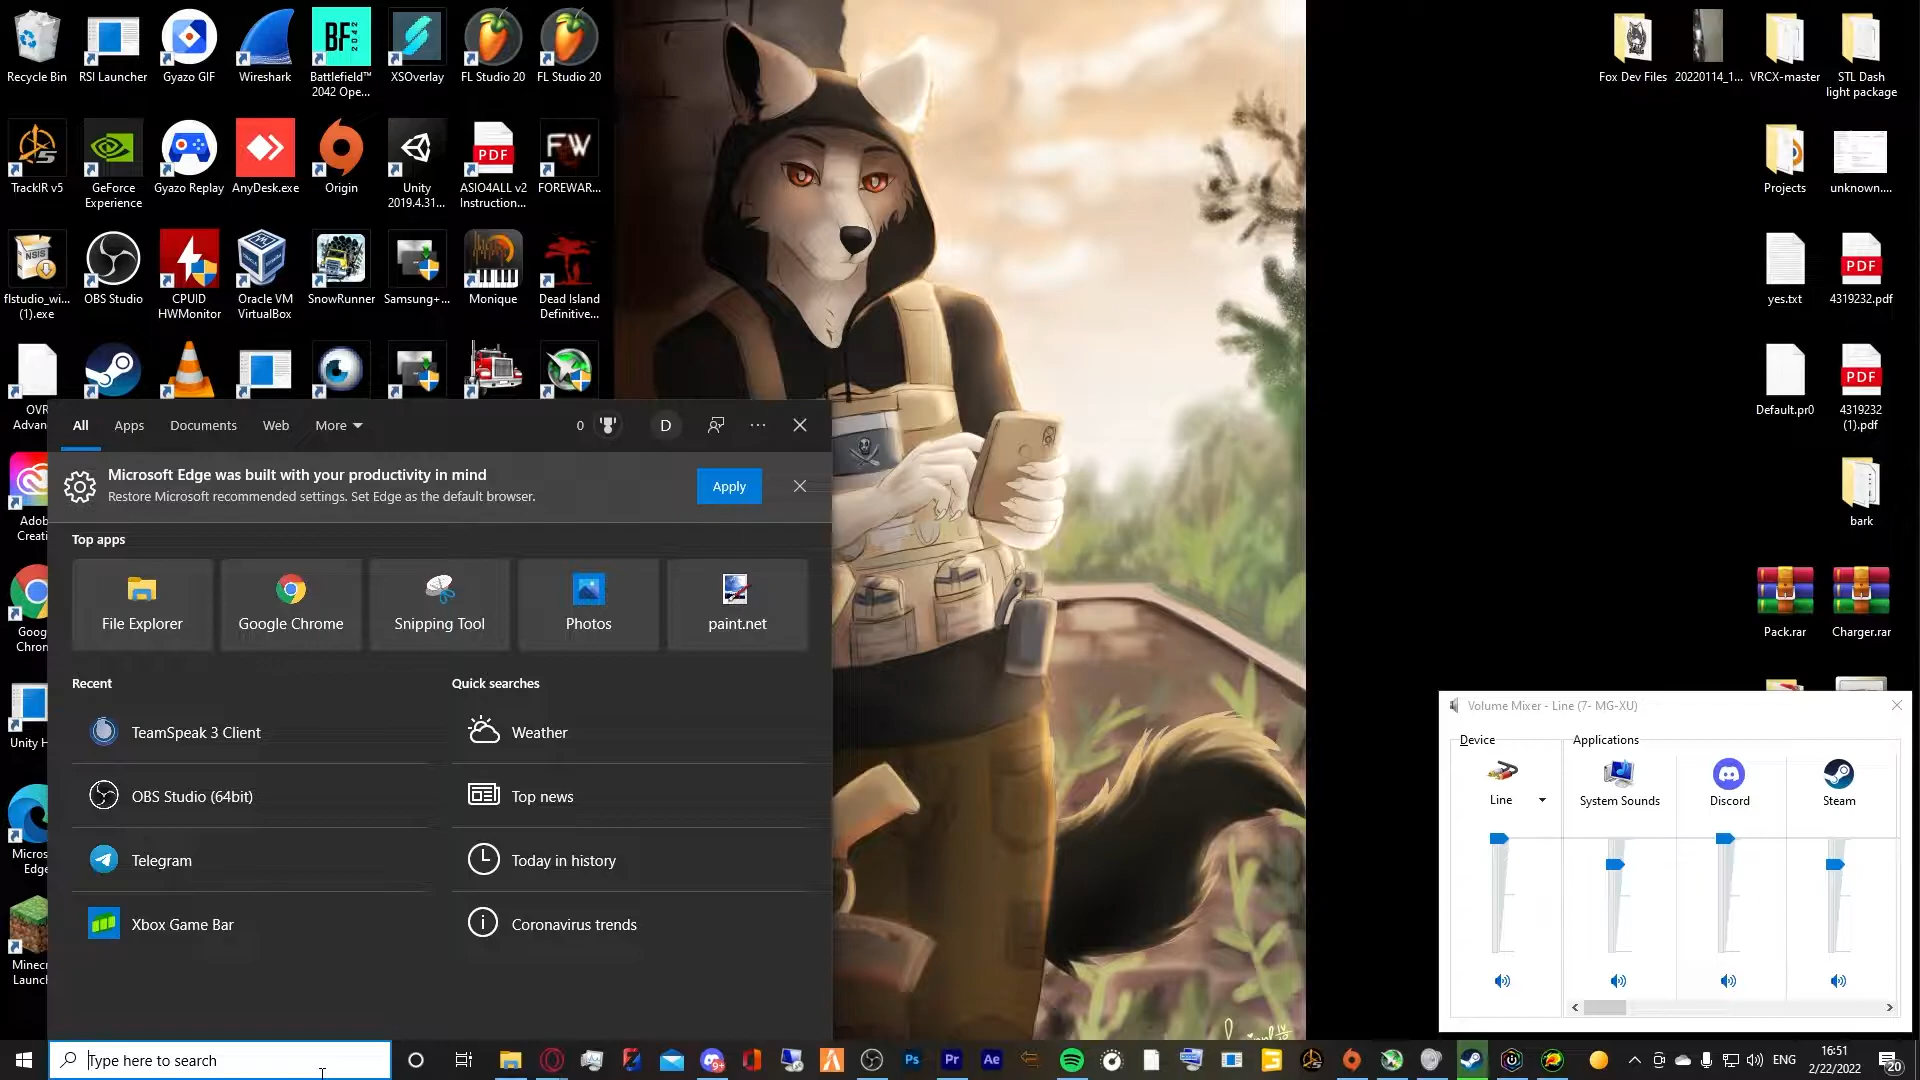 Recycle Bin
RSI Launcher
Gyazo GIF
Wireshark
Battlefield™
2042 Ope...
XSOverlay
FL Studio 20
FL Studio 20
Fox Dev Files
20220114_1...
VRCX-master
STL Dash
light package
TrackIR v5
GeForce
Experience
Gyazo Replay
AnyDesk.exe
Origin
Unity
2019.4.31...
ASIO4ALL v2
Instruction...
FOREWAR...
Projects
unknown....
flstudio_wi...
(1).exe
OBS Studio
CPUID
HWMonitor
Oracle VM
VirtualBox
SnowRunner
Samsung+...
Monique
Dead Island
Definitive...
yes.txt
4319232.pdf
OVR
Advan
Default.pr0
4319232
(1).pdf
All
Apps
Documents
Web
More
0
D
Microsoft Edge was built with your productivity in mind
Restore Microsoft recommended settings. Set Edge as the default browser.
Apply
Adob
Creati
bark
Top apps
File Explorer
Google Chrome
Snipping Tool
Photos
paint.net
Goog
Chron
Pack.rar
Charger.rar
Recent
Quick searches
TeamSpeak 3 Client
Weather
Unity H
OBS Studio (64bit)
Top news
Micros
Edge
Telegram
Today in history
Xbox Game Bar
Coronavirus trends
Minec
Launc
Volume Mixer - Line (7- MG-XU)
Device
Applications
Line
System Sounds
Discord
Steam
Type here to search
ENG
16:51
2/22/2022
20